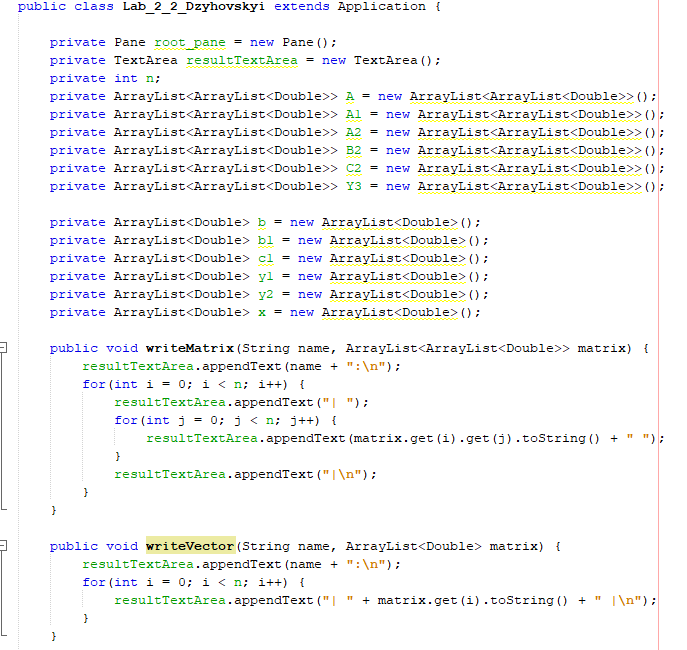 public class Lab_2_2_Dzyhovskyi extends Application {
private Pane root_pane = new Pane();
private TextArea resultTextArea = new TextArea();
private int n;
private ArrayList<ArrayList<Double>> A = new ArrayList<ArrayList<Double>>();
private ArrayList<ArrayList<Double>> A1 = new ArrayList<ArrayList<Double>>();
private ArrayList<ArrayList<Double>> A2 = new ArrayList<ArrayList<Double>>();
private ArrayList<ArrayList<Double>> B2 = new ArrayList<ArrayList<Double>>();
private ArrayList<ArrayList<Double>> C2 = new ArrayList<ArrayList<Double>>();
private ArrayList<ArrayList<Double>> Y3 = new ArrayList<ArrayList<Double>>();
private ArrayList<Double> b = new ArrayList<Double>();
private ArrayList<Double> b1 = new ArrayList<Double>();
private ArrayList<Double> c1 = new ArrayList<Double>();
private ArrayList<Double> y1 = new ArrayList<Double>();
private ArrayList<Double> y2 = new ArrayList<Double>();
private ArrayList<Double> x = new ArrayList<Double>();
public void writeMatrix(String name, ArrayList<ArrayList<Double>> matrix) {
resultTextArea.appendText(name + ":\n");
for(int i = 0; i < n; i++) {
resultTextArea.appendText("| ");
for(int j = 0; j < n; j++) {
resultTextArea.appendText(matrix.get(i).get(j).toString() + " ");
}
resultTextArea.appendText("|\n");
}
}
public void writeVector(String name, ArrayList<Double> matrix) {
resultTextArea.appendText(name + ":\n");
for(int i = 0; i < n; i++) {
resultTextArea.appendText("| " + matrix.get(i).toString() + " |\n");
}
}